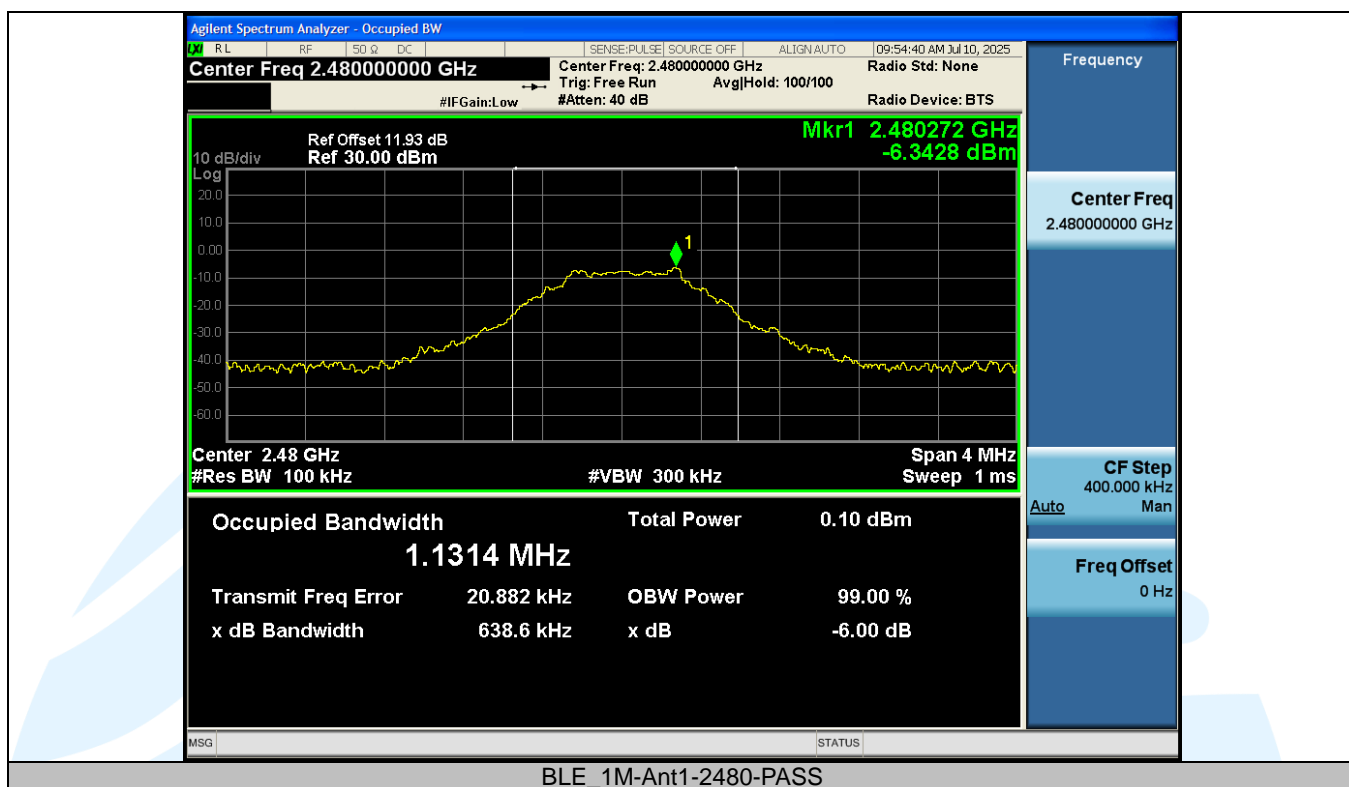 Agilent Spectrum Analyzer - Occupied BW
LXI RL RF 50 Ω DC SENSE:PULSE SOURCE OFF ALIGN AUTO 09:54:40 AM Jul 10, 2025
Center Freq 2.480000000 GHz
Center Freq: 2.480000000 GHz
Radio Std: None
Trig: Free Run Avg|Hold: 100/100
#IFGain:Low
#Atten: 40 dB
Radio Device: BTS
Mkr1 2.480272 GHz
-6.3428 dBm
Ref Offset 11.93 dB
10 dB/div Ref 30.00 dBm
Log
20.0
10.0
0.00
-10.0
-20.0
-30.0
-40.0
-50.0
-60.0
1
Center 2.48 GHz Span 4 MHz
#Res BW 100 kHz #VBW 300 kHz Sweep 1 ms
Occupied Bandwidth Total Power 0.10 dBm
1.1314 MHz
Transmit Freq Error 20.882 kHz OBW Power 99.00 %
x dB Bandwidth 638.6 kHz x dB -6.00 dB
MSG STATUS
Frequency
Center Freq
2.480000000 GHz
CF Step
400.000 kHz
Auto Man
Freq Offset
0 Hz
BLE_1M-Ant1-2480-PASS